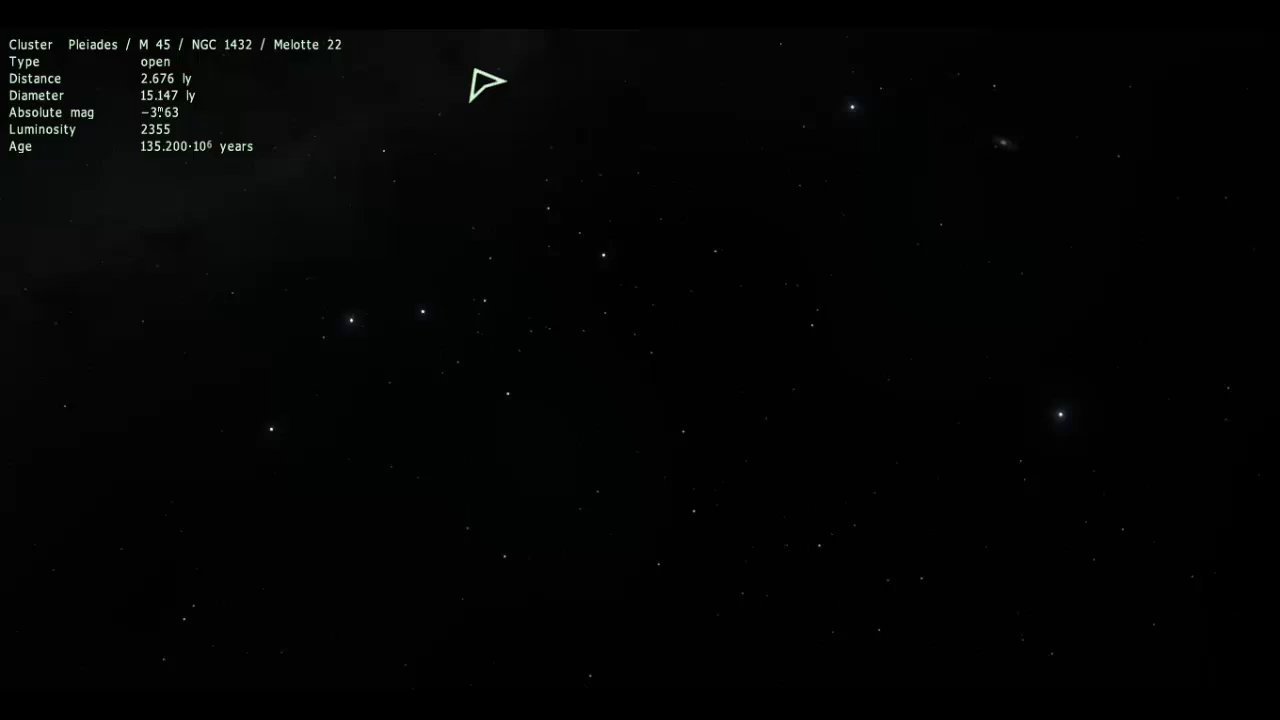 Cluster Pleiades / M 45 / NGC 1432 / Melotte 22
Type open
Distance 2.676 ly
Diameter 15.147 ly
Absolute mag −3ᵐ63
Luminosity 2355
Age 135.200·10⁶ years